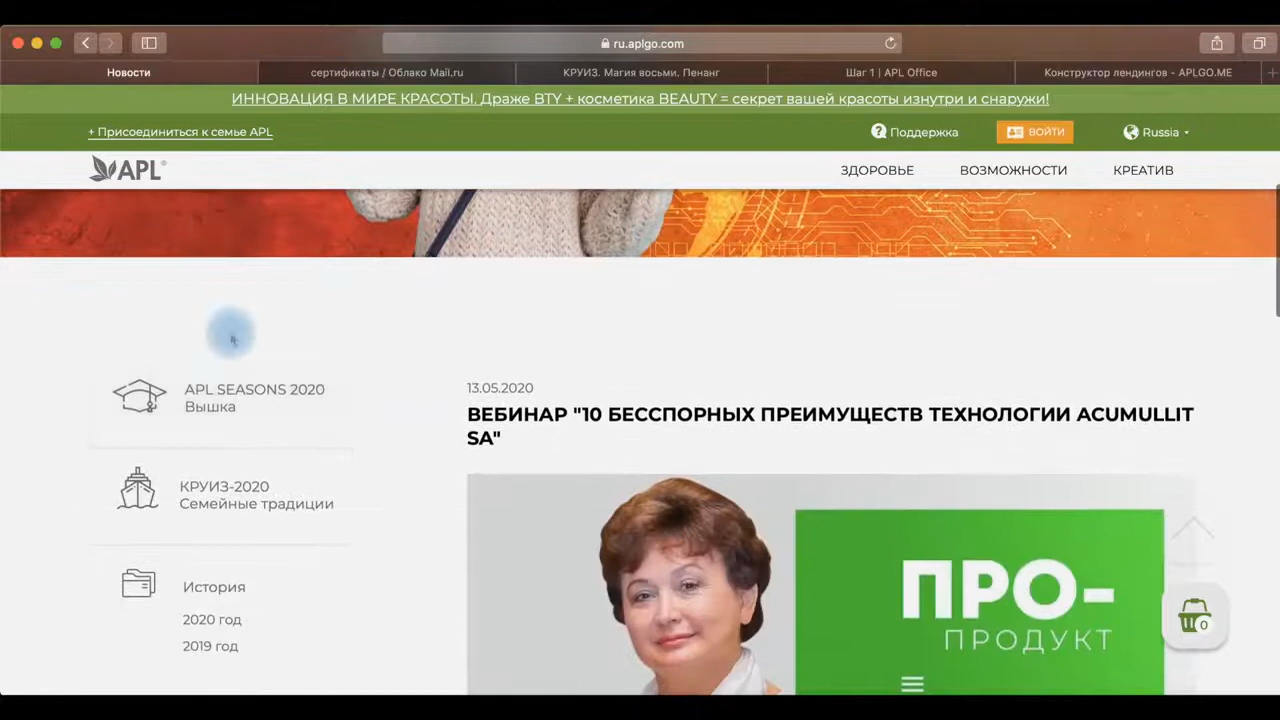 ru.aplgo.com
Новости
сертификаты / Облако Mail.ru
КРУИЗ. Магия восьми. Пенанг
Шаг 1 | APL Office
Конструктор лендингов - APLGO.ME
ИННОВАЦИЯ В МИРЕ КРАСОТЫ. Драже BTY + косметика BEAUTY = секрет вашей красоты изнутри и снаружи!
+ Присоединиться к семье APL
Поддержка
ВОЙТИ
Russia
APL®
ЗДОРОВЬЕ
ВОЗМОЖНОСТИ
КРЕАТИВ
APL SEASONS 2020
Вышка
КРУИЗ-2020
Семейные традиции
История
2020 год
2019 год
13.05.2020
ВЕБИНАР "10 БЕССПОРНЫХ ПРЕИМУЩЕСТВ ТЕХНОЛОГИИ ACUMULLIT
SA"
ПРО-
ПРОДУКТ
0